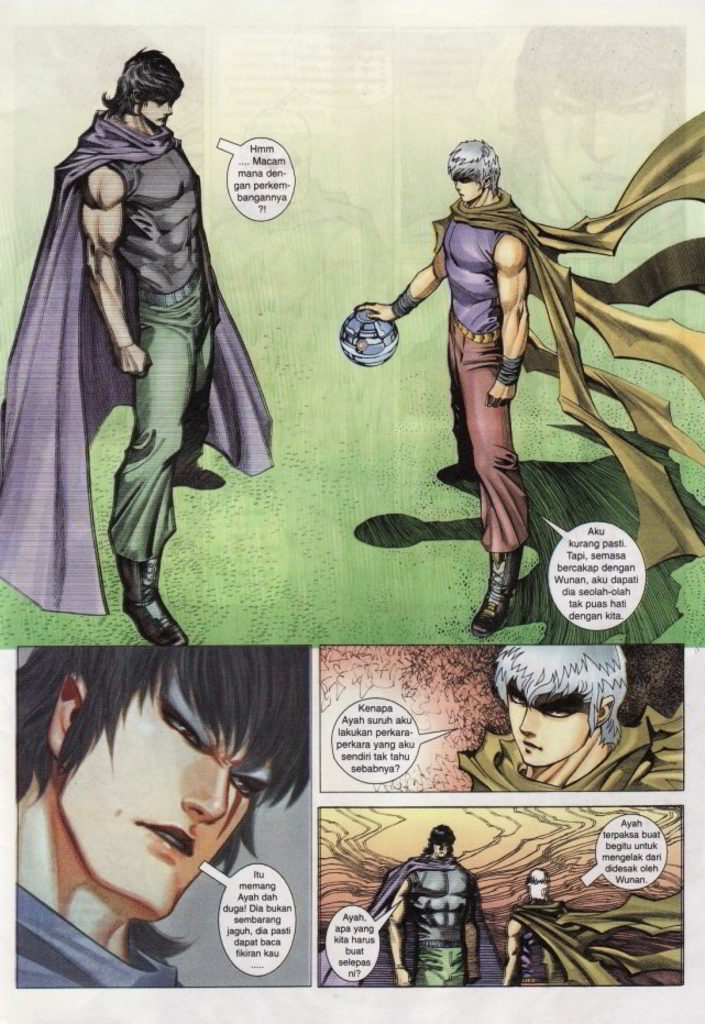 Hmm
.... Macam
mana den-
gan perkem-
bangannya
?!
Aku
kurang pasti.
Tapi, semasa
bercakap dengan
Wunan, aku dapati
dia seolah-olah
tak puas hati
dengan kita.
Itu
memang
Ayah dah
duga! Dia bukan
sembarang
jaguh, dia pasti
dapat baca
fikiran kau
.....
Kenapa
Ayah suruh aku
lakukan perkara-
perkara yang aku
sendiri tak tahu
sebabnya?
Ayah
terpaksa buat
begitu untuk
mengelak dari
didesak oleh
Wunan.
Ayah,
apa yang
kita harus
buat
selepas
ni?